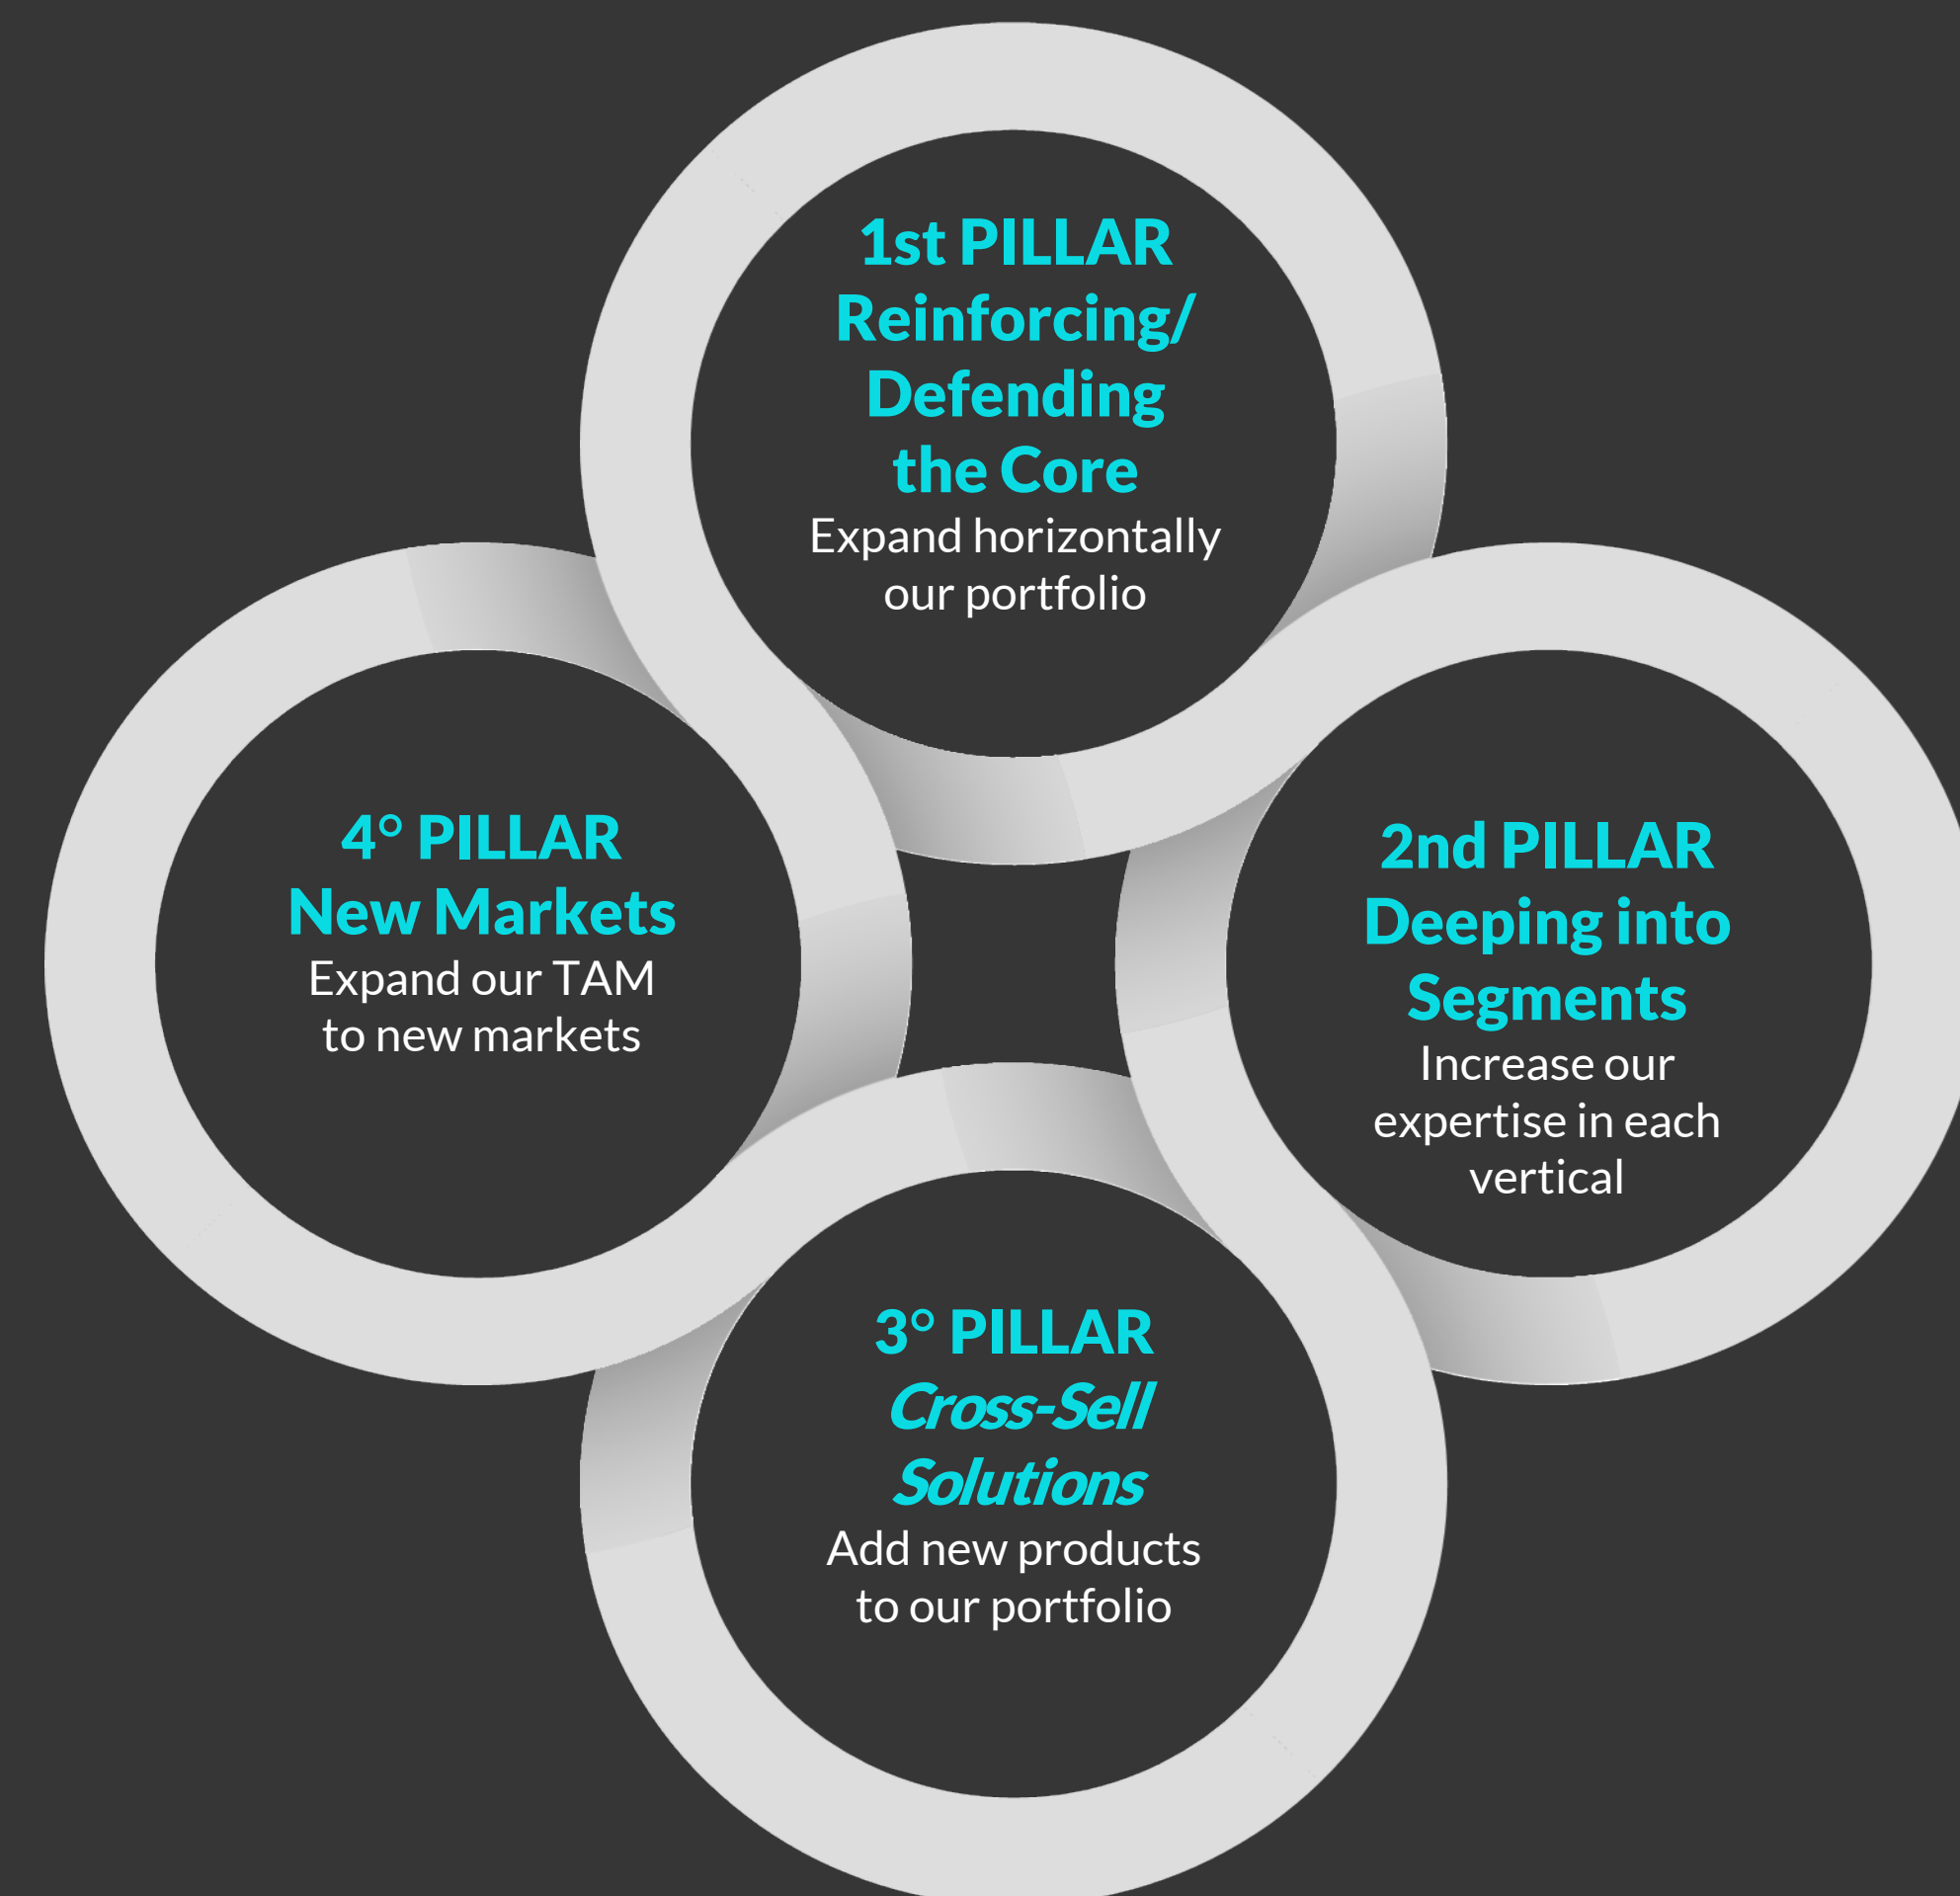 1st PILLAR
Reinforcing/
Defending
the Core
Expand horizontally
our portfolio
2nd PILLAR
Deeping into
Segments
Increase our
expertise in each
vertical
3° PILLAR
Cross-Sell
Solutions
Add new products
to our portfolio
4° PILLAR
New Markets
Expand our TAM
to new markets